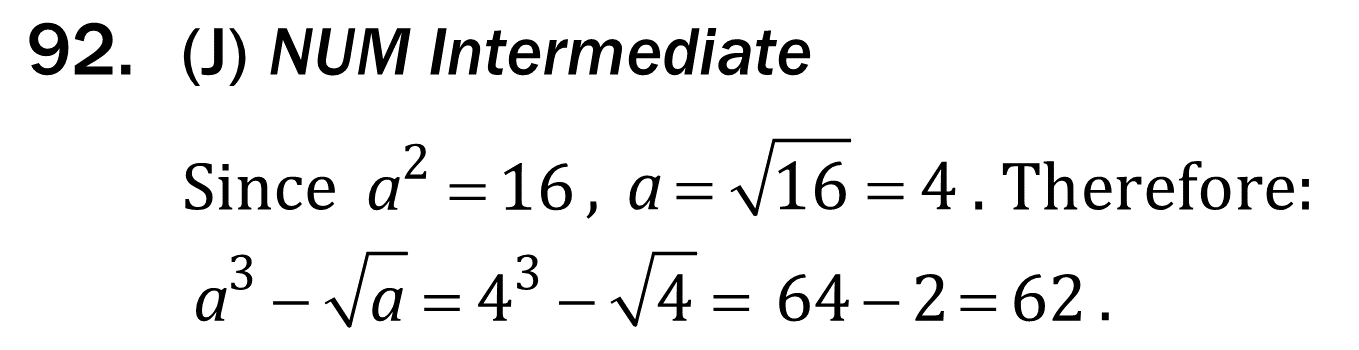 92. (J) NUM Intermediate
Since a² = 16, a = √16 = 4. Therefore:
a³ − √a = 4³ − √4 = 64 − 2 = 62.